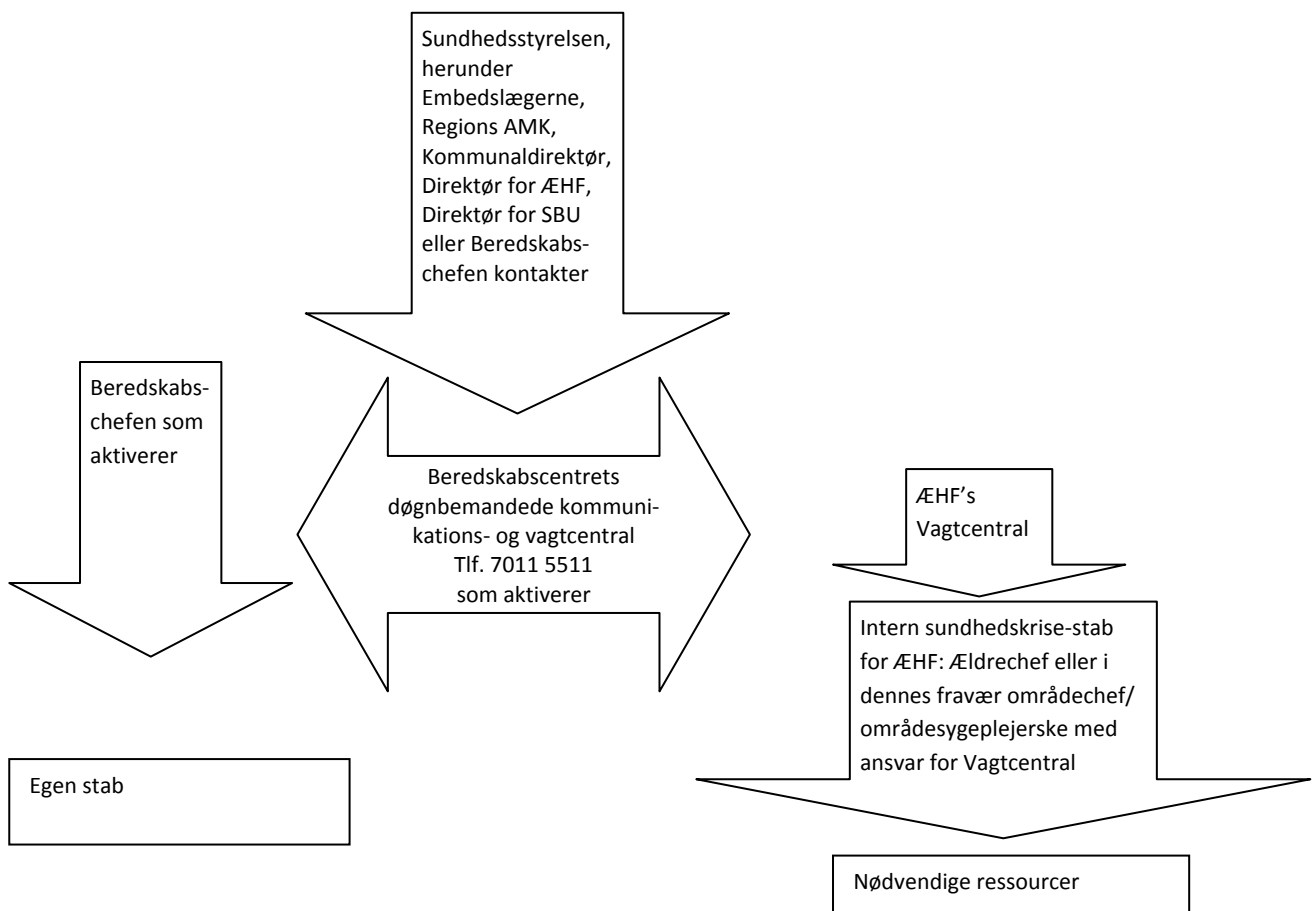 Sundhedsstyrelsen,
herunder
Embedslægerne,
Regions AMK,
Kommunaldirektør,
Direktør for ÆHF,
Direktør for SBU
eller Beredskabs-
chefen kontakter
Beredskabs-
chefen som
aktiverer
Beredskabscentrets
døgnbemandede kommuni-
kations- og vagtcentral
Tlf. 7011 5511
som aktiverer
ÆHF's
Vagtcentral
Intern sundhedskrise-stab
for ÆHF: Ældrechef eller i
dennes fravær områdechef/
områdesygeplejerske med
ansvar for Vagtcentral
Egen stab
Nødvendige ressourcer